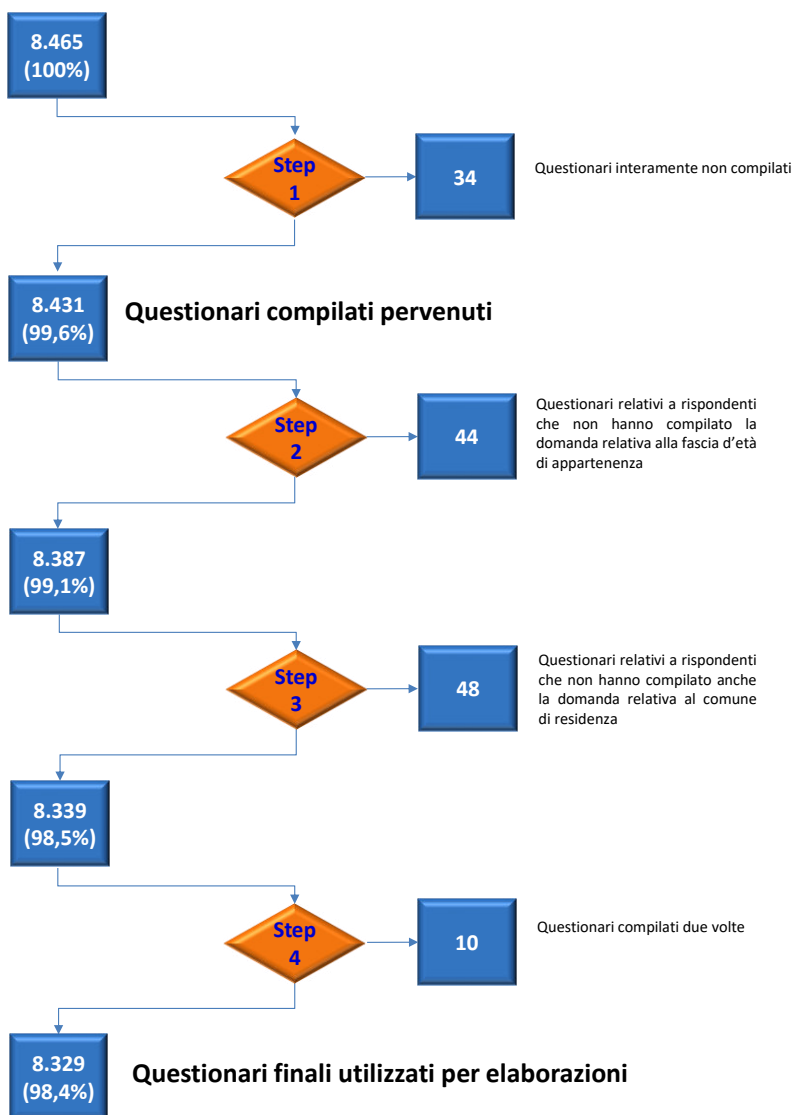 8.465
(100%)
Step
1
34
Questionari interamente non compilati
8.431
(99,6%)
Questionari compilati pervenuti
Step
2
44
Questionari relativi a rispondenti
che non hanno compilato la
domanda relativa alla fascia d'età
di appartenenza
8.387
(99,1%)
Step
3
48
Questionari relativi a rispondenti
che non hanno compilato anche
la domanda relativa al comune
di residenza
8.339
(98,5%)
Step
4
10
Questionari compilati due volte
8.329
(98,4%)
Questionari finali utilizzati per elaborazioni